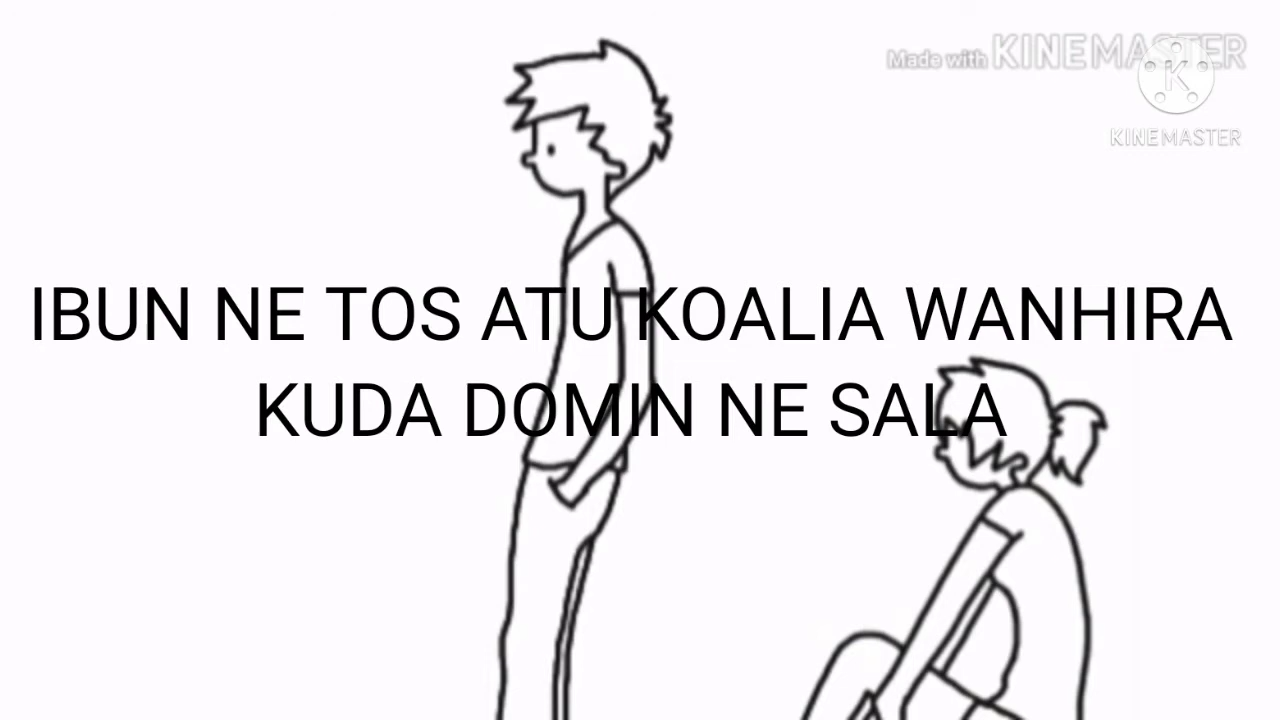 Made with KINEMASTER
KINEMASTER
IBUN NE TOS ATU KOALIA WANHIRA
KUDA DOMIN NE SALA